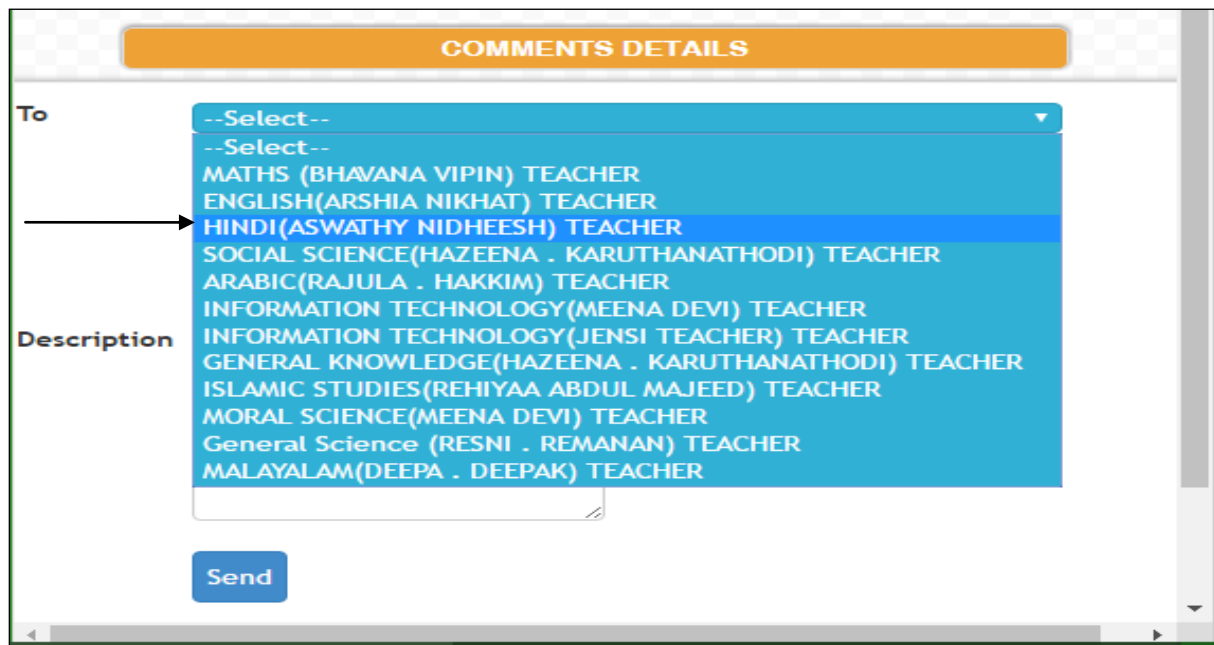 COMMENTS DETAILS
To
--Select--
--Select--
MATHS (BHAVANA VIPIN) TEACHER
ENGLISH(ARSHIA NIKHAT) TEACHER
HINDI(ASWATHY NIDHEESH) TEACHER
SOCIAL SCIENCE(HAZEENA . KARUTHANATHODI) TEACHER
ARABIC(RAJULA . HAKKIM) TEACHER
INFORMATION TECHNOLOGY(MEENA DEVI) TEACHER
Description
INFORMATION TECHNOLOGY(JENSI TEACHER) TEACHER
GENERAL KNOWLEDGE(HAZEENA . KARUTHANATHODI) TEACHER
ISLAMIC STUDIES(REHIYAA ABDUL MAJEED) TEACHER
MORAL SCIENCE(MEENA DEVI) TEACHER
General Science (RESNI . REMANAN) TEACHER
MALAYALAM(DEEPA . DEEPAK) TEACHER
Send